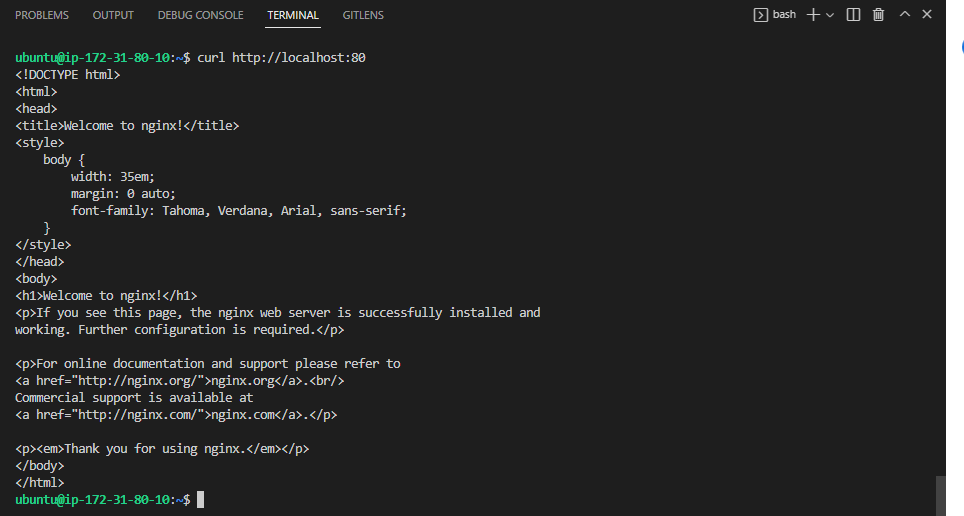 PROBLEMS OUTPUT DEBUG CONSOLE TERMINAL GITLENS bash
ubuntu@ip-172-31-80-10:~$ curl http://localhost:80
<!DOCTYPE html>
<html>
<head>
<title>Welcome to nginx!</title>
<style>
    body {
        width: 35em;
        margin: 0 auto;
        font-family: Tahoma, Verdana, Arial, sans-serif;
    }
</style>
</head>
<body>
<h1>Welcome to nginx!</h1>
<p>If you see this page, the nginx web server is successfully installed and
working. Further configuration is required.</p>

<p>For online documentation and support please refer to
<a href="http://nginx.org/">nginx.org</a>.<br/>
Commercial support is available at
<a href="http://nginx.com/">nginx.com</a>.</p>

<p><em>Thank you for using nginx.</em></p>
</body>
</html>
ubuntu@ip-172-31-80-10:~$